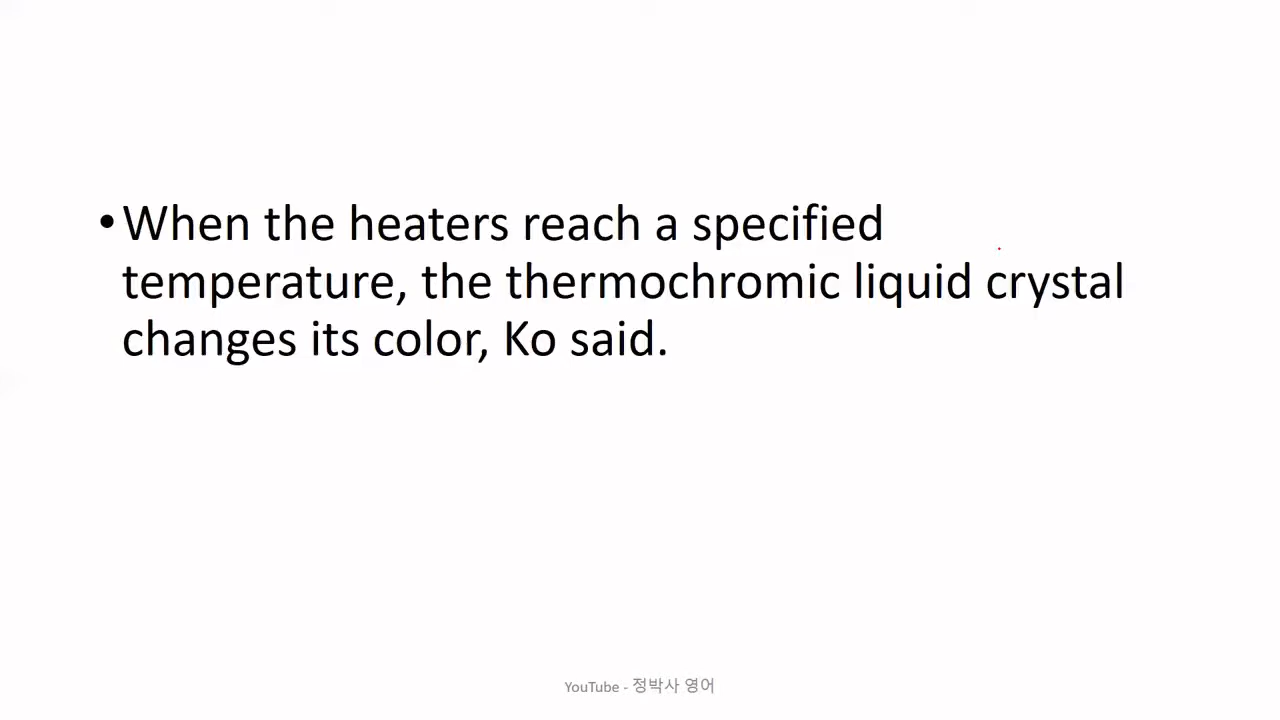 •When the heaters reach a specified
temperature, the thermochromic liquid crystal
changes its color, Ko said.
YouTube - 정박사 영어